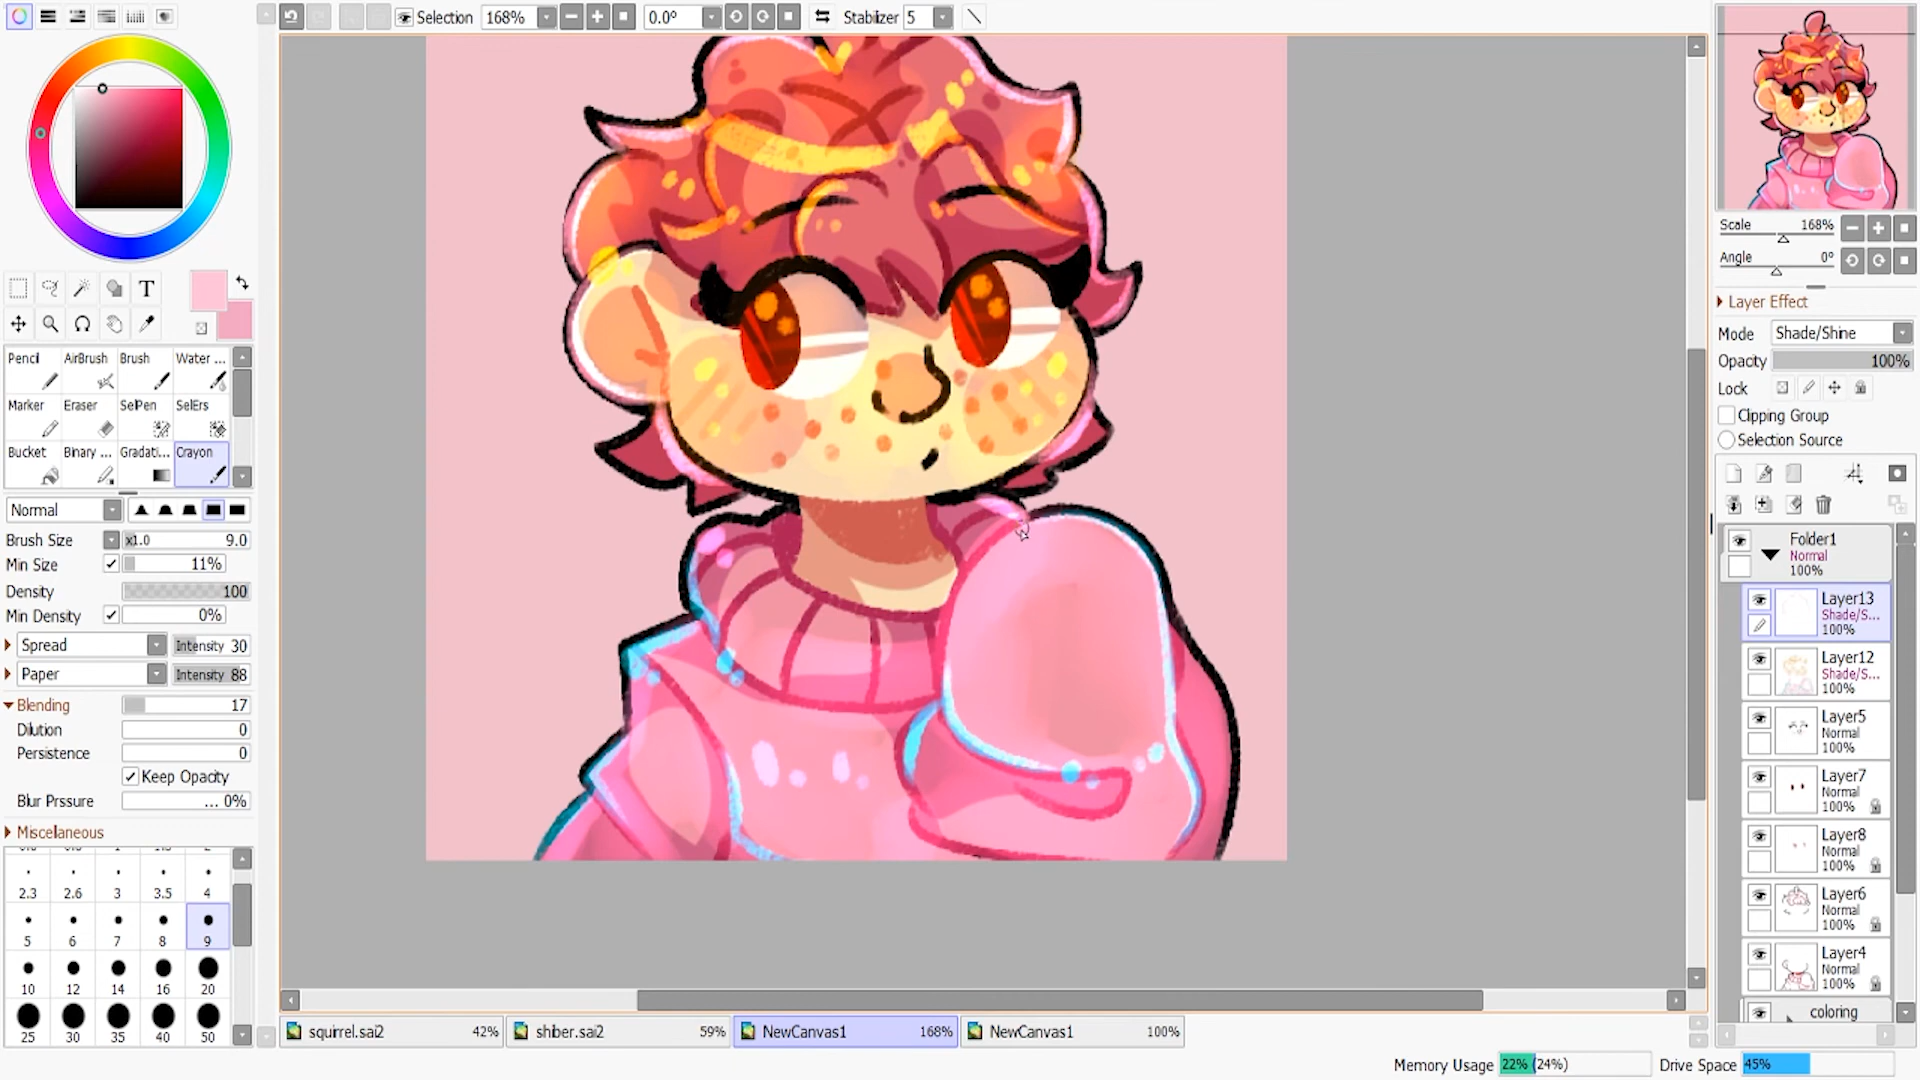 Selection
168%
0.0°
Stabilizer 5
T
Pencil
AirBrush
Brush
Water ...
Marker
Eraser
SelPen
SelErs
Bucket
Binary ...
Gradati...
Crayon
Normal
Brush Size x1.0 9.0
Min Size 11%
Density 100
Min Density 0%
Spread Intensity 30
Paper Intensity 88
Blending 17
Dilution 0
Persistence 0
Keep Opacity
Blur Prssure ... 0%
Miscellaneous
2.3 2.6 3 3.5 4
5 6 7 8 9
10 12 14 16 20
25 30 35 40 50
squirrel.sai2 42%
shiber.sai2 59%
NewCanvas1 168%
NewCanvas1 100%
Memory Usage 22% (24%)
Drive Space 45%
Scale 168%
Angle 0°
Layer Effect
Mode Shade/Shine
Opacity 100%
Lock
Clipping Group
Selection Source
Folder1
Normal
100%
Layer13
Shade/S...
100%
Layer12
Shade/S...
100%
Layer5
Normal
100%
Layer7
Normal
100%
Layer8
Normal
100%
Layer6
Normal
100%
Layer4
Normal
100%
coloring